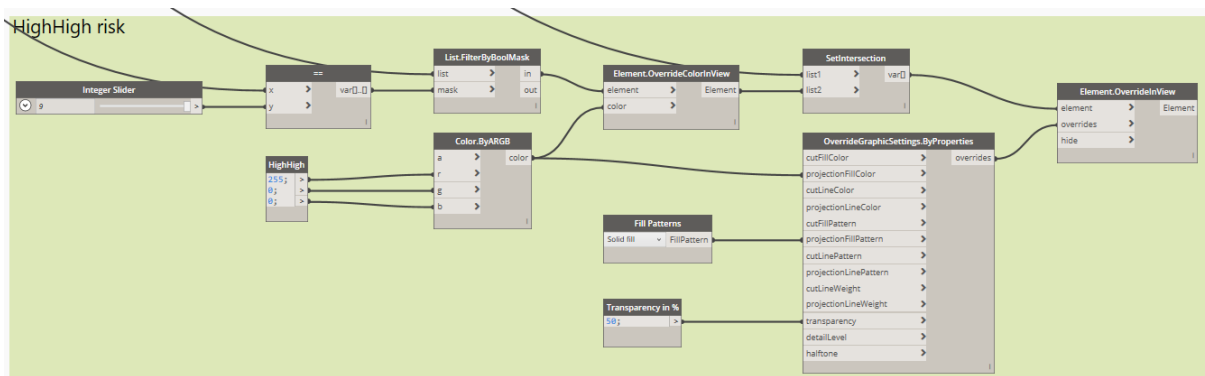 HighHigh risk
Integer Slider
9 >
==
x > var[]..[]
y >
List.FilterByBoolMask
list > in
mask > out
l
Element.OverrideColorInView
element > Element
color >
l
SetIntersection
list1 > var[]
list2 >
l
Element.OverrideInView
element > Element
overrides >
hide >
l
HighHigh
255; >
0; >
0; >
Color.ByARGB
a > color
r >
g >
b >
l
Fill Patterns
Solid fill FillPattern
Transparency in %
50; >
OverrideGraphicSettings.ByProperties
cutFillColor > overrides
projectionFillColor >
cutLineColor >
projectionLineColor >
cutFillPattern >
projectionFillPattern >
cutLinePattern >
projectionLinePattern >
cutLineWeight >
projectionLineWeight >
transparency >
detailLevel >
halftone >
l